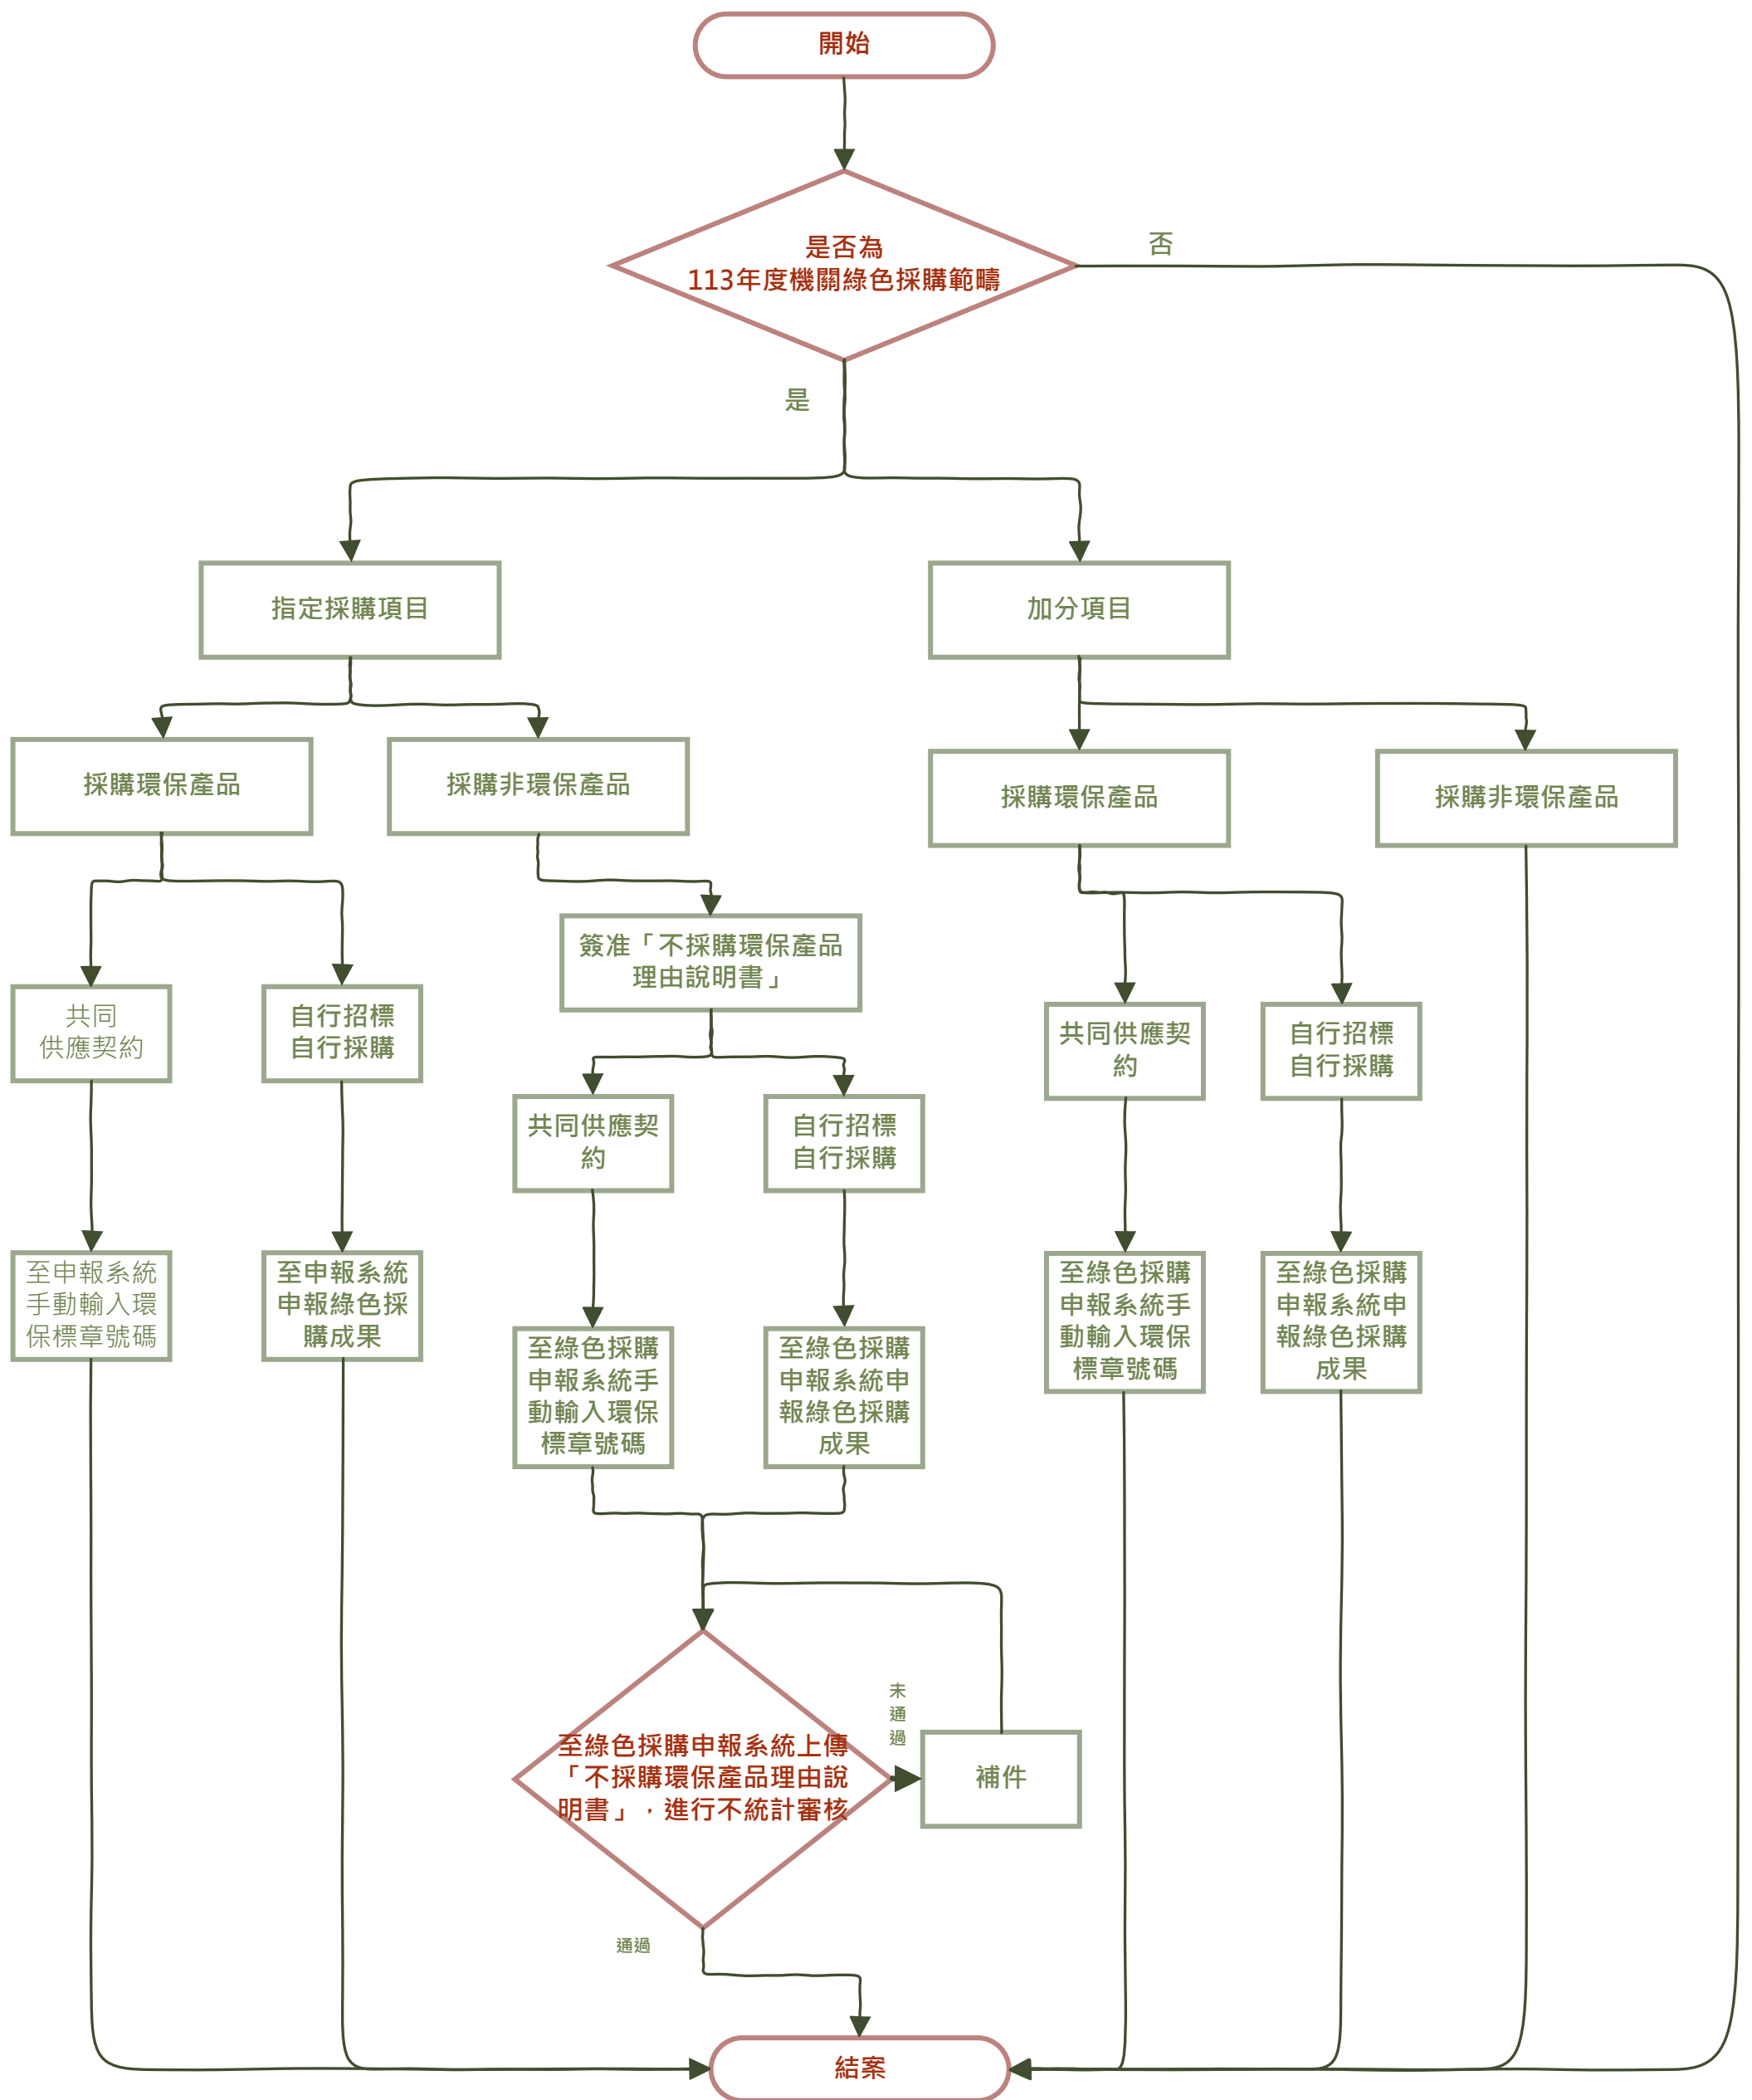 開始
是否為
113年度機關綠色採購範疇
否
是
指定採購項目
加分項目
採購環保產品
採購非環保產品
採購環保產品
採購非環保產品
簽准「不採購環保產品
理由說明書」
共同
供應契約
自行招標
自行採購
共同供應契
約
自行招標
自行採購
共同供應契
約
自行招標
自行採購
至申報系統
手動輸入環
保標章號碼
至申報系統
申報綠色採
購成果
至綠色採購
申報系統手
動輸入環保
標章號碼
至綠色採購
申報系統申
報綠色採購
成果
至綠色採購
申報系統手
動輸入環保
標章號碼
至綠色採購
申報系統申
報綠色採購
成果
未
通
過
至綠色採購申報系統上傳
「不採購環保產品理由說
明書」，進行不統計審核
補件
通過
結案